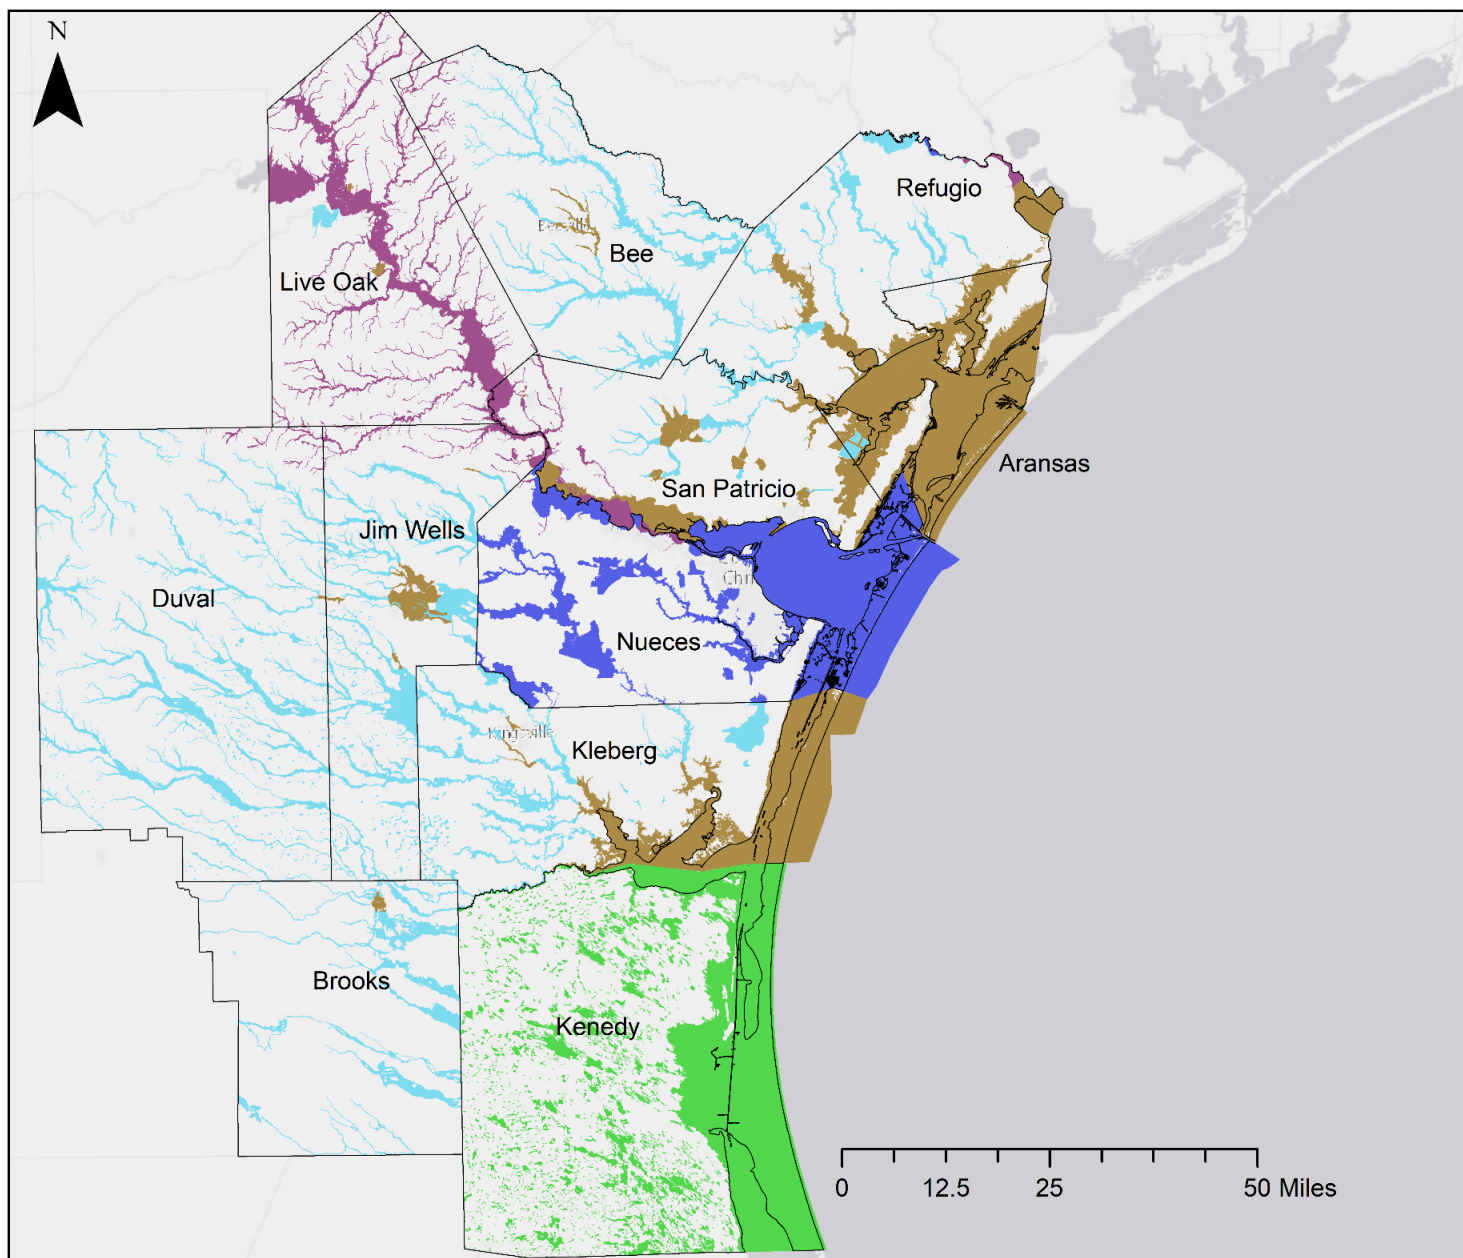 N
Refugio
Bee
Live Oak
Aransas
San Patricio
Jim Wells
Duval
Nueces
Kleberg
Brooks
Kenedy
0 12.5 25 50 Miles